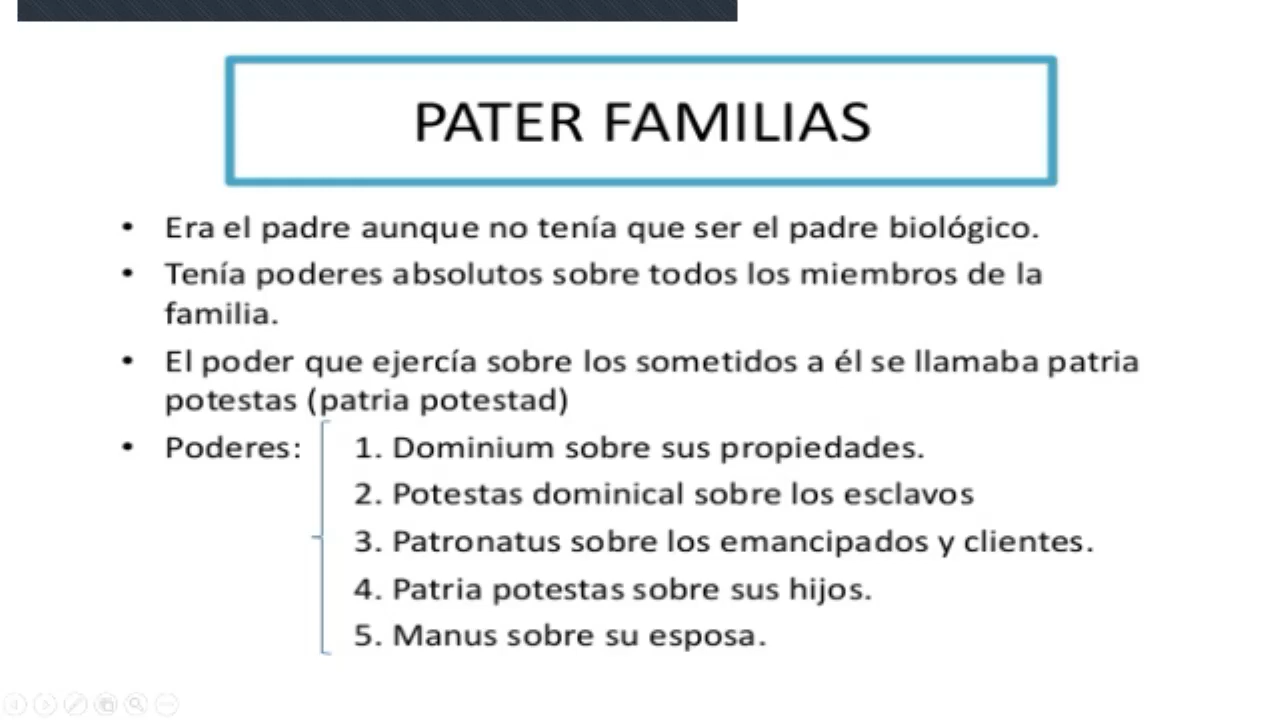 PATER FAMILIAS
• Era el padre aunque no tenía que ser el padre biológico.
• Tenía poderes absolutos sobre todos los miembros de la
familia.
• El poder que ejercía sobre los sometidos a él se llamaba patria
potestas (patria potestad)
• Poderes: 1. Dominium sobre sus propiedades.
2. Potestas dominical sobre los esclavos
3. Patronatus sobre los emancipados y clientes.
4. Patria potestas sobre sus hijos.
5. Manus sobre su esposa.